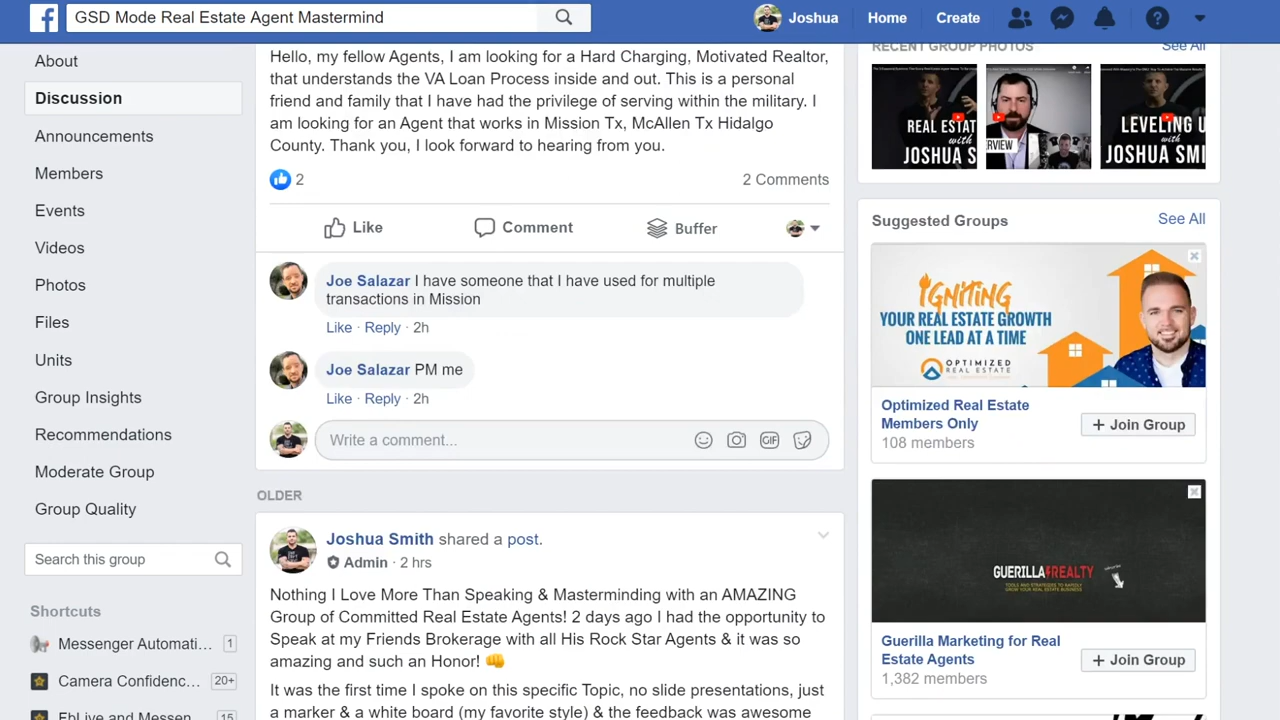 GSD Mode Real Estate Agent Mastermind
Joshua
Home
Create
About
Discussion
Announcements
Members
Events
Videos
Photos
Files
Units
Group Insights
Recommendations
Moderate Group
Group Quality
Search this group
Shortcuts
Messenger Automati... 1
Camera Confidenc... 20+
FbLive and Messen 15
Hello, my fellow Agents, I am looking for a Hard Charging, Motivated Realtor,
that understands the VA Loan Process inside and out. This is a personal
friend and family that I have had the privilege of serving within the military. I
am looking for an Agent that works in Mission Tx, McAllen Tx Hidalgo
County. Thank you, I look forward to hearing from you.
2
2 Comments
Like
Comment
Buffer
Joe Salazar I have someone that I have used for multiple
transactions in Mission
Like · Reply · 2h
Joe Salazar PM me
Like · Reply · 2h
Write a comment...
GIF
OLDER
Joshua Smith shared a post.
Admin · 2 hrs
Nothing I Love More Than Speaking & Masterminding with an AMAZING
Group of Committed Real Estate Agents! 2 days ago I had the opportunity to
Speak at my Friends Brokerage with all His Rock Star Agents & it was so
amazing and such an Honor! 👊
It was the first time I spoke on this specific Topic, no slide presentations, just
a marker & a white board (my favorite style) & the feedback was awesome
RECENT GROUP PHOTOS
See All
REAL ESTAT
with
JOSHUA S
RVIEW
LEVELING U
with
JOSHUA SMI
Suggested Groups
See All
IGNITING
YOUR REAL ESTATE GROWTH
ONE LEAD AT A TIME
OPTIMIZED
REAL ESTATE
Optimized Real Estate
Members Only
108 members
+ Join Group
GUERILLA REALTY
Guerilla Marketing for Real
Estate Agents
1,382 members
+ Join Group